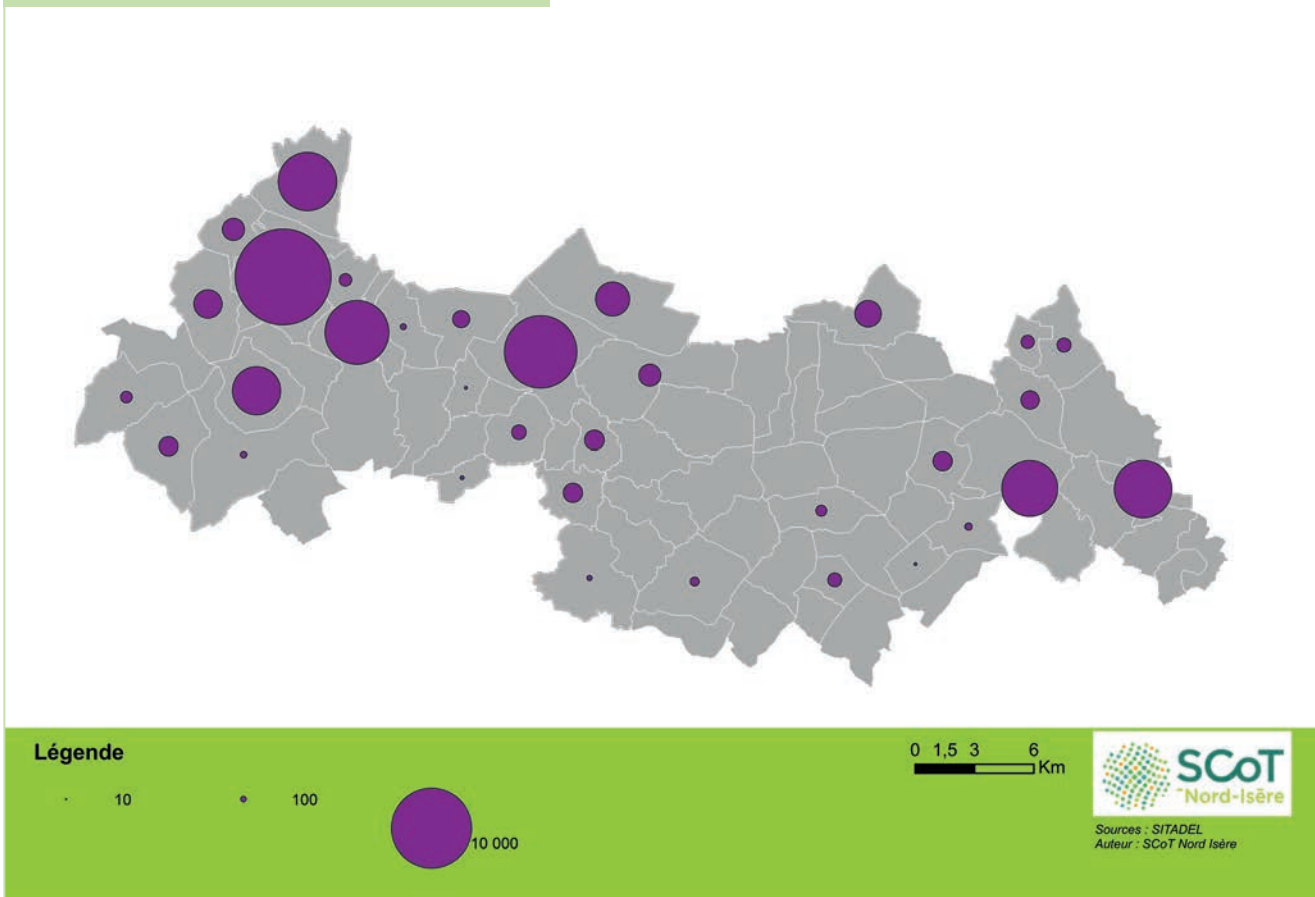 Légende
10
100
10 000
0 1,5 3 6
Km
SCoT
Nord-Isère
Sources : SITADEL
Auteur : SCoT Nord Isère